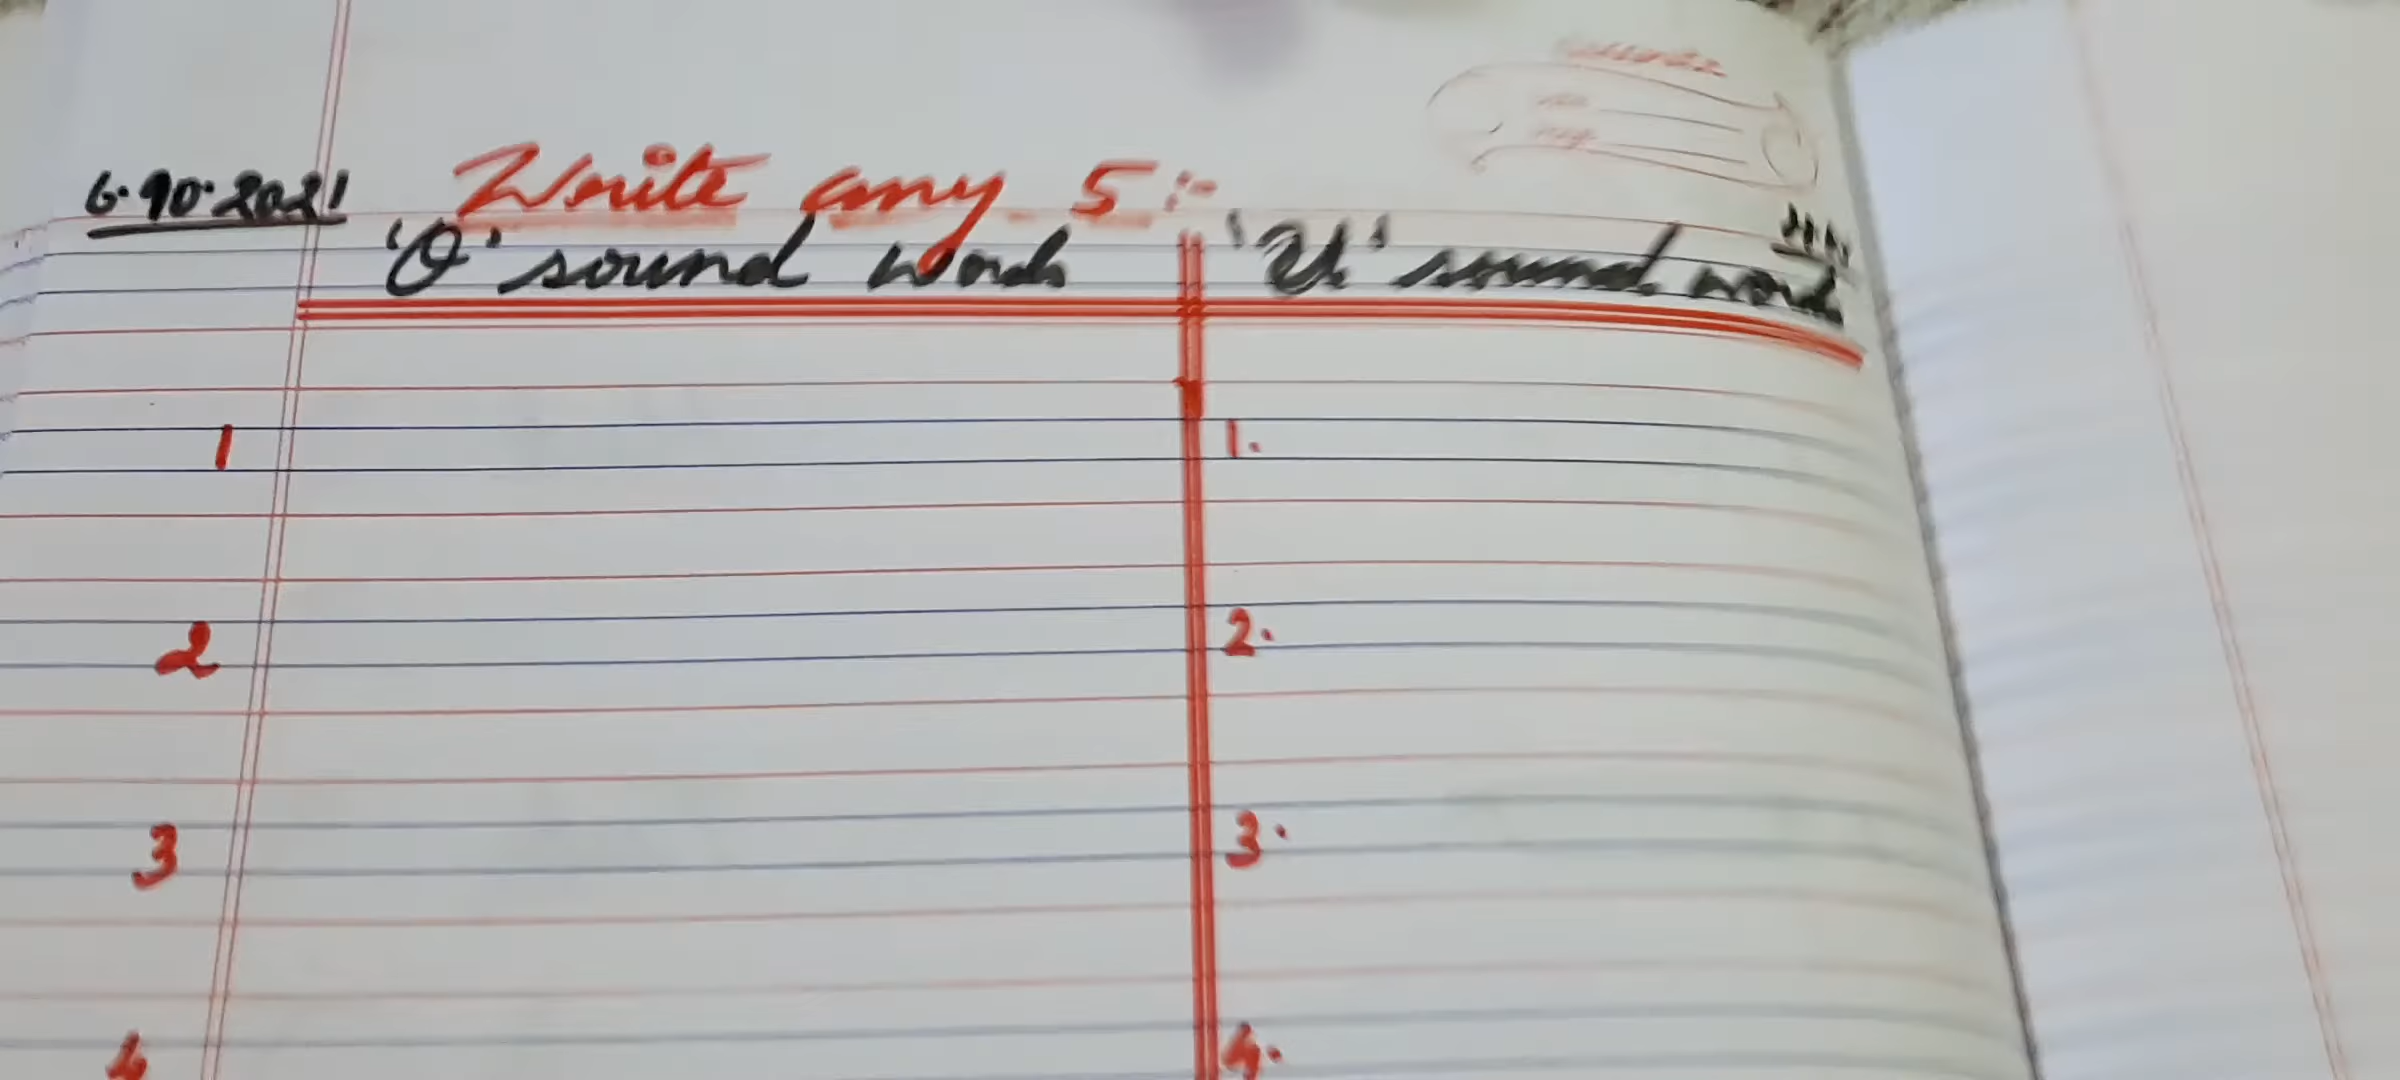 6.10.2021 Write any 5:-
'O' sound words 'U' sound words
1 1.
2 2.
3 3.
4 4.